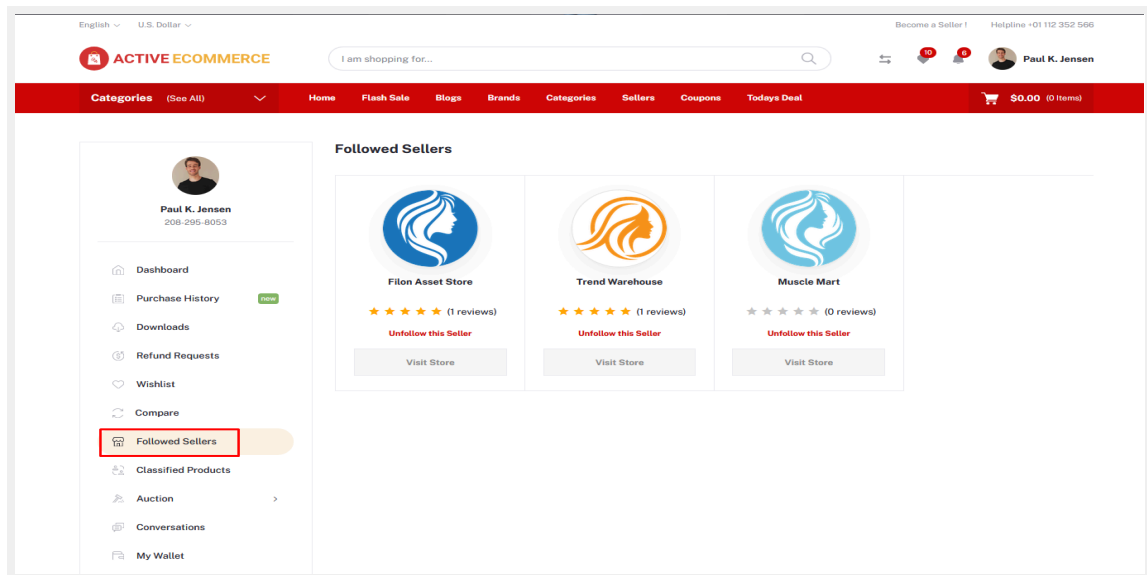 English U.S. Dollar Become a Seller ! Helpline +01 112 352 566
ACTIVE ECOMMERCE I am shopping for... 10 6 Paul K. Jensen
Categories (See All) Home Flash Sale Blogs Brands Categories Sellers Coupons Todays Deal $0.00 (0 Items)
Followed Sellers
Paul K. Jensen
208-295-8053
Dashboard
Purchase History new
Downloads
Refund Requests
Wishlist
Compare
Followed Sellers
Classified Products
Auction
Conversations
My Wallet
Filon Asset Store Trend Warehouse Muscle Mart
(1 reviews) (1 reviews) (0 reviews)
Unfollow this Seller Unfollow this Seller Unfollow this Seller
Visit Store Visit Store Visit Store